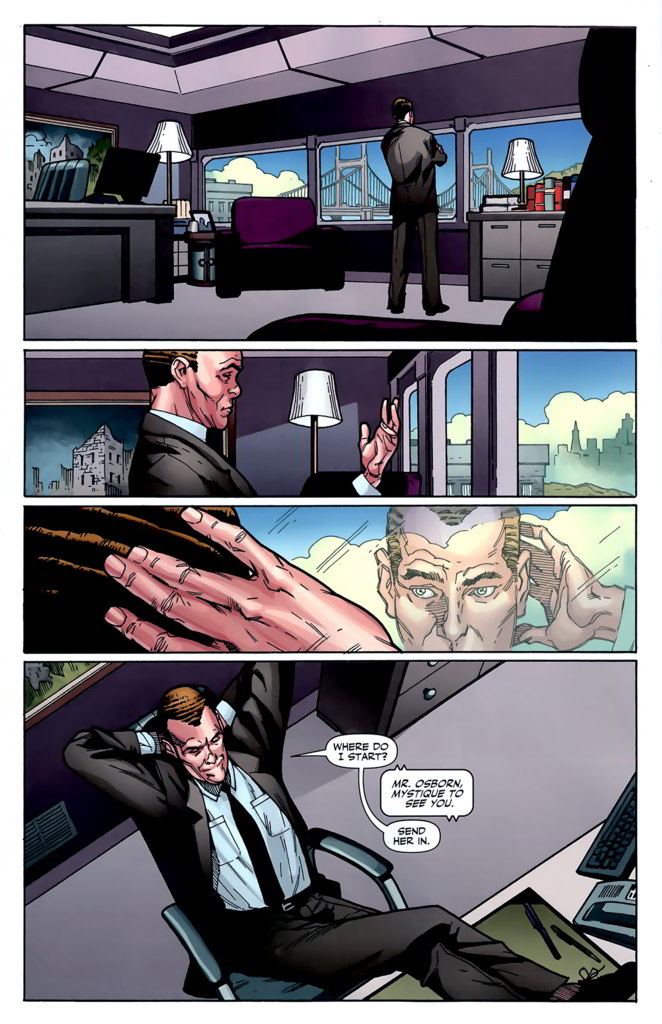 WHERE DO
I START?
MR. OSBORN,
MYSTIQUE TO
SEE YOU.
SEND
HER IN.